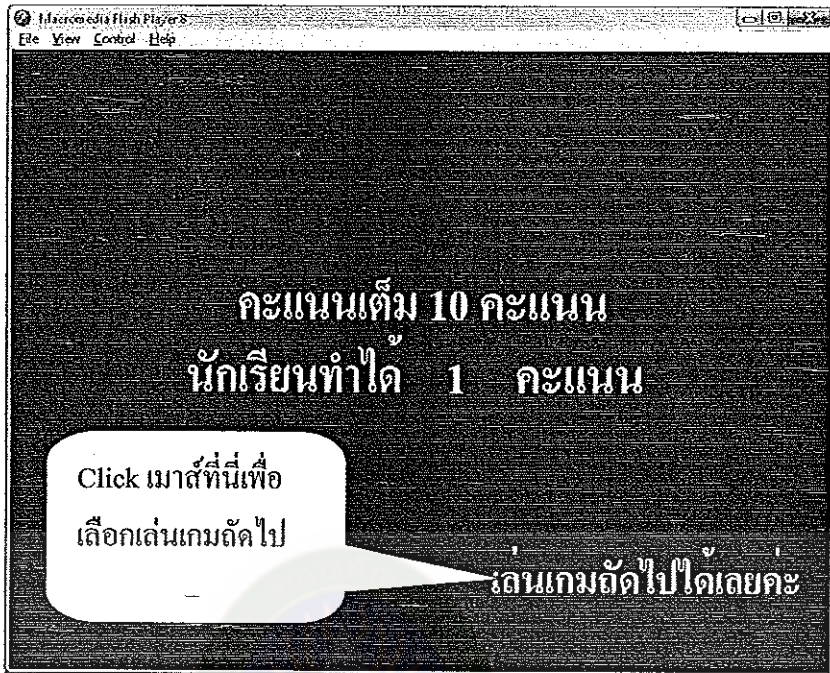 Macromedia Flash Player 8
File View Control Help
คะแนนเต็ม 10 คะแนน
นักเรียนทำได้ 1 คะแนน
Click เมาส์ที่นี่เพื่อ
เลือกเล่นเกมถัดไป
เล่นเกมถัดไปได้เลยค่ะ